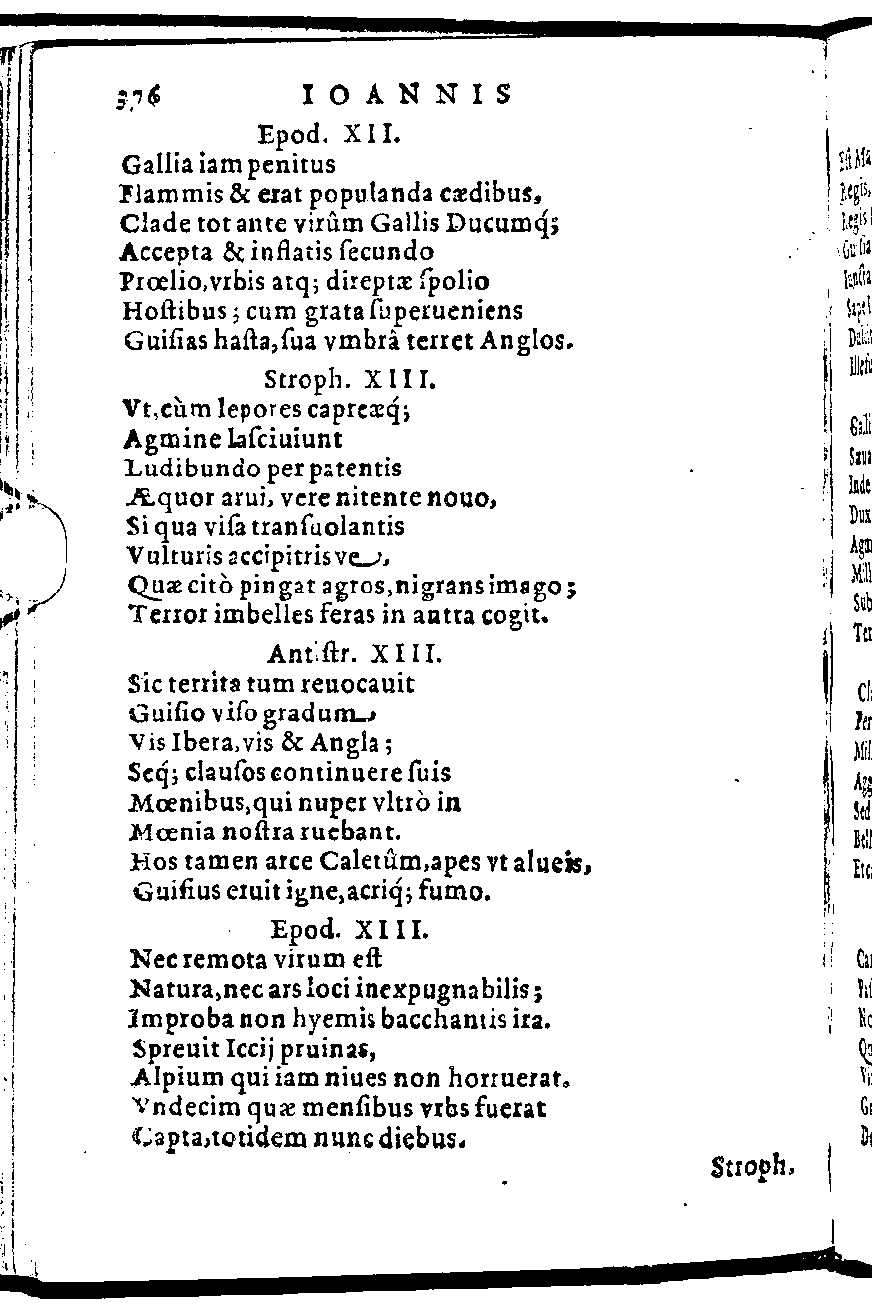 376 IOANNIS
Epod. XII.
Gallia iam penitus
Flammis & erat populanda cædibus,
Clade tot ante virûm Gallis Ducumq́;
Accepta & inflatis ſecundo
Prœlio, vrbis atq; direptæ ſpolio
Hoſtibus; cum grata ſuperueniens
Guiſias haſta, ſua vmbrâ terret Anglos.
Stroph. XIII.
Vt, cùm lepores capreæq́;
Agmine laſciuiunt
Ludibundo per patentis
Æquor arui, vere nitente nouo,
Si qua viſa tranſuolantis
Vulturis accipitris ve,
Quæ citò pingat agros, nigrans imago;
Terror imbelles feras in antra cogit.
Antiſtr. XIII.
Sic territa tum reuocauit
Guiſio viſo gradum,
Vis Ibera, vis & Angla;
Seq́; clauſos continuere ſuis
Mœnibus, qui nuper vltrò in
Mœnia noſtra ruebant.
Hos tamen arce Caletûm, apes vt alueis,
Guiſius eruit igne, acriq́; fumo.
Epod. XIII.
Nec remota virum eſt
Natura, nec ars loci inexpugnabilis;
Improba non hyemis bacchantis ira.
Spreuit Iccij pruinas,
Alpium qui iam niues non horruerat.
Vndecim quæ menſibus vrbs fuerat
Capta, totidem nunc diebus.
Stroph.